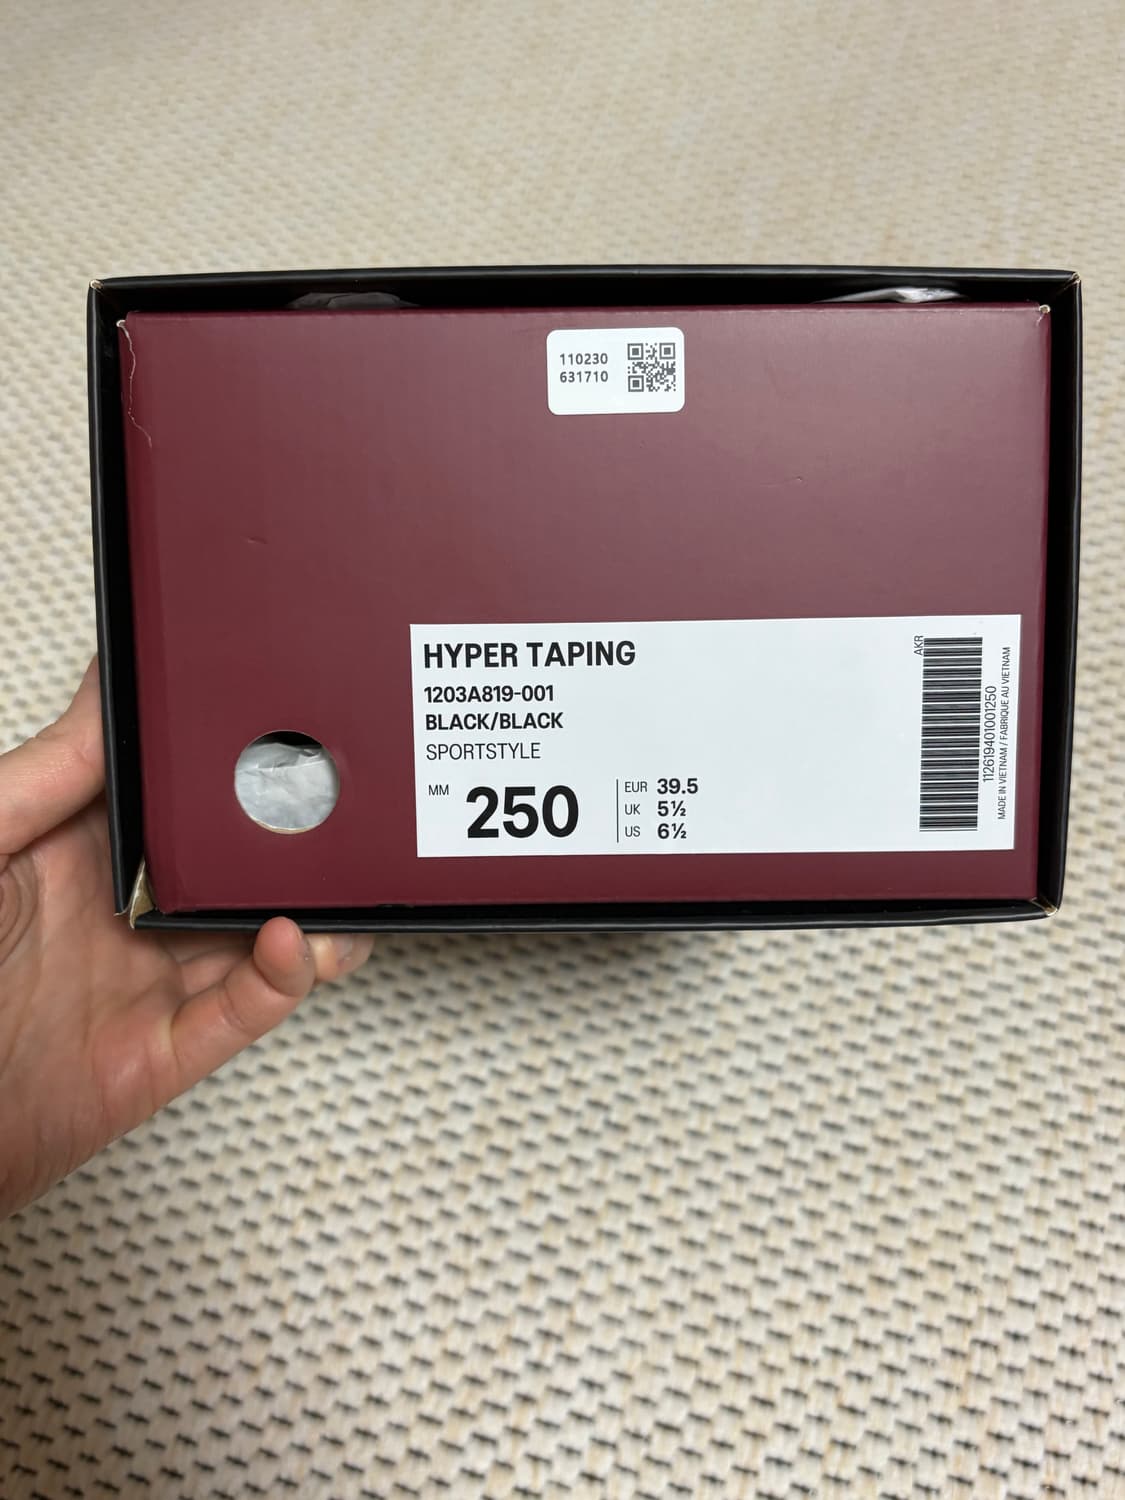 110230
631710
HYPER TAPING
1203A819-001
BLACK/BLACK
SPORTSTYLE
MM 250
EUR 39.5
UK 5½
US 6½
AKR
112619401001250
MADE IN VIETNAM / FABRIQUE AU VIETNAM